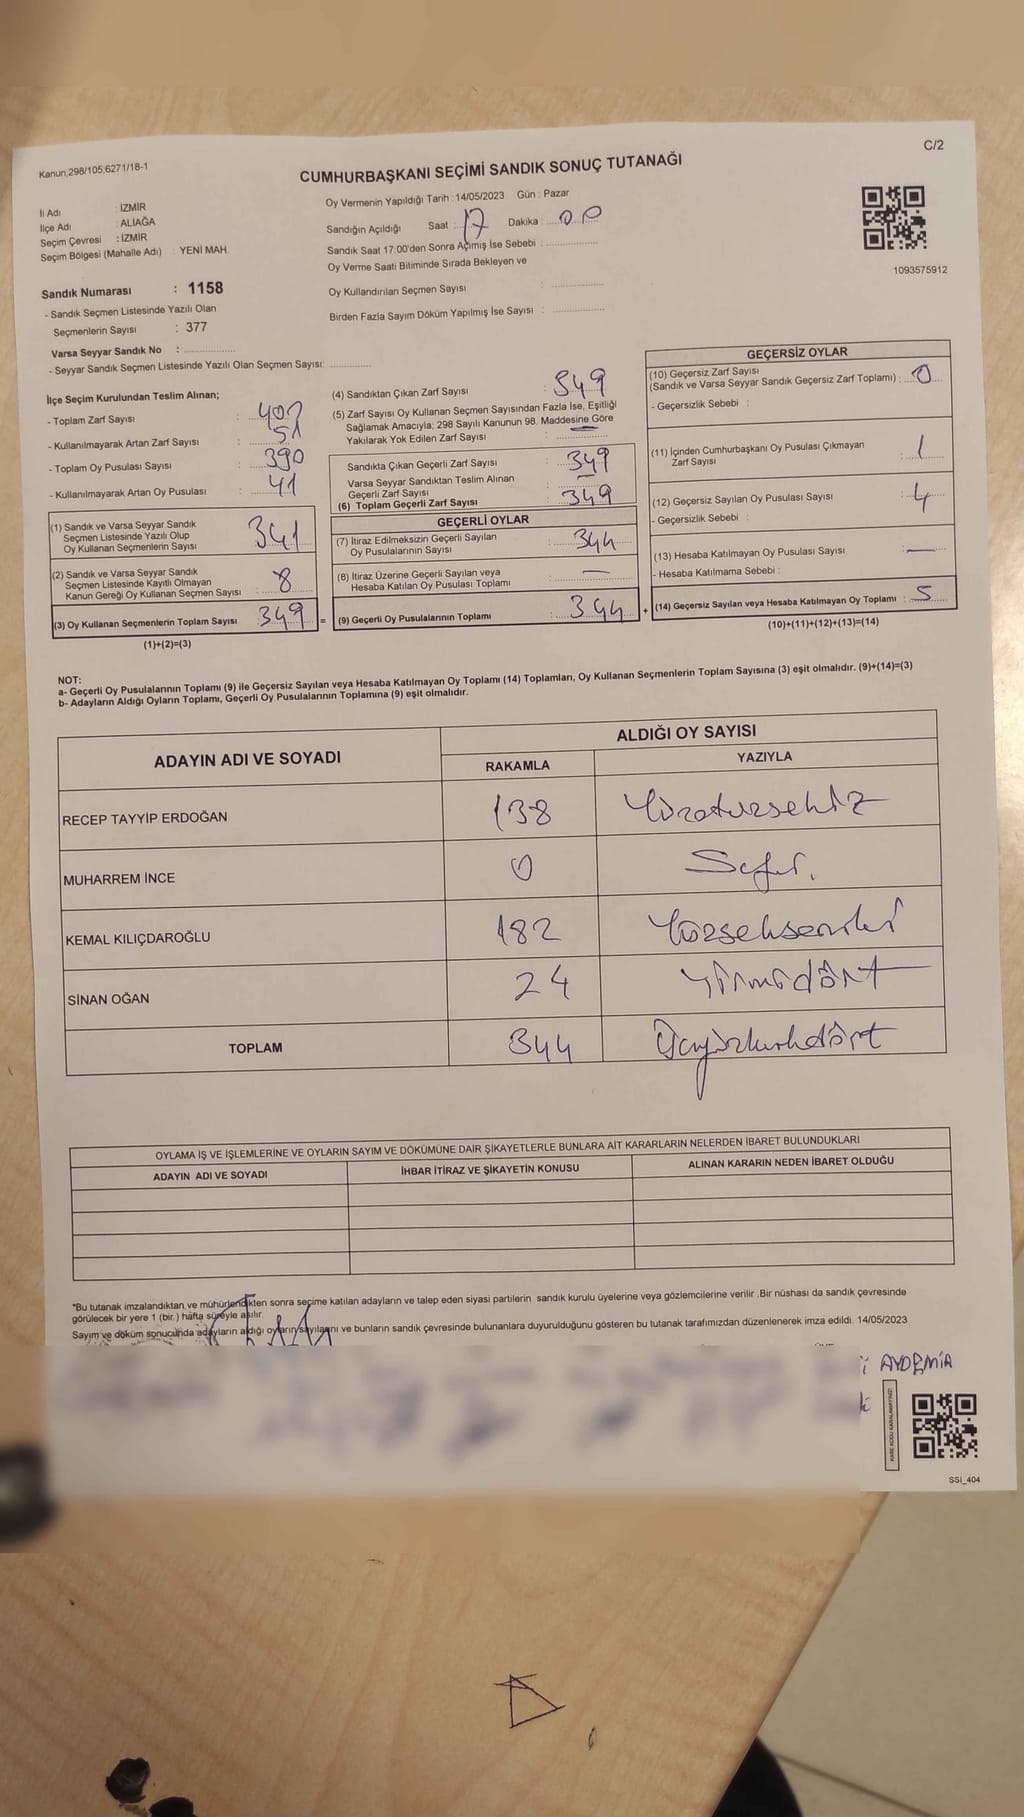 Kanun;298/105;6271/18-1
C/2
CUMHURBAŞKANI SEÇİMİ SANDIK SONUÇ TUTANAĞI
İl Adı : İZMİR
İlçe Adı : ALİAĞA
Seçim Çevresi : İZMİR
Seçim Bölgesi (Mahalle Adı) : YENİ MAH.
Oy Vermenin Yapıldığı Tarih :14/05/2023 Gün : Pazar
Sandığın Açıldığı Saat : 17 Dakika : 00
Sandık Saat 17:00'den Sonra Açımış İse Sebebi :
Oy Verme Saati Bitiminde Sırada Bekleyen ve
Oy Kullandırılan Seçmen Sayısı :
Birden Fazla Sayım Döküm Yapılmış İse Sayısı :
1093575912
Sandık Numarası : 1158
- Sandık Seçmen Listesinde Yazılı Olan
Seçmenlerin Sayısı : 377
Varsa Seyyar Sandık No :
- Seyyar Sandık Seçmen Listesinde Yazılı Olan Seçmen Sayısı:
İlçe Seçim Kurulundan Teslim Alınan;
- Toplam Zarf Sayısı :
- Kullanılmayarak Artan Zarf Sayısı : 51
- Toplam Oy Pusulası Sayısı : 390
- Kullanılmayarak Artan Oy Pusulası : 41
(1) Sandık ve Varsa Seyyar Sandık
Seçmen Listesinde Yazılı Olup
Oy Kullanan Seçmenlerin Sayısı 341
(2) Sandık ve Varsa Seyyar Sandık
Seçmen Listesinde Kayıtlı Olmayan
Kanun Gereği Oy Kullanan Seçmen Sayısı : 8
(3) Oy Kullanan Seçmenlerin Toplam Sayısı 349
(1)+(2)=(3)
(4) Sandıktan Çıkan Zarf Sayısı : 349
(5) Zarf Sayısı Oy Kullanan Seçmen Sayısından Fazla İse, Eşitliği
Sağlamak Amacıyla; 298 Sayılı Kanunun 98. Maddesine Göre
Yakılarak Yok Edilen Zarf Sayısı : —
Sandıkta Çıkan Geçerli Zarf Sayısı : 349
Varsa Seyyar Sandıktan Teslim Alınan
Geçerli Zarf Sayısı : —
(6) Toplam Geçerli Zarf Sayısı : 349
GEÇERLİ OYLAR
(7) İtiraz Edilmeksizin Geçerli Sayılan
Oy Pusulalarının Sayısı : 344
(8) İtiraz Üzerine Geçerli Sayılan veya
Hesaba Katılan Oy Pusulası Toplamı : —
= (9) Geçerli Oy Pusulalarının Toplamı : 344 +
GEÇERSİZ OYLAR
(10) Geçersiz Zarf Sayısı
(Sandık ve Varsa Seyyar Sandık Geçersiz Zarf Toplamı) : 0
- Geçersizlik Sebebi :
(11) İçinden Cumhurbaşkanı Oy Pusulası Çıkmayan
Zarf Sayısı : 1
(12) Geçersiz Sayılan Oy Pusulası Sayısı : 4
- Geçersizlik Sebebi :
(13) Hesaba Katılmayan Oy Pusulası Sayısı : —
- Hesaba Katılmama Sebebi :
(14) Geçersiz Sayılan veya Hesaba Katılmayan Oy Toplamı : 5
(10)+(11)+(12)+(13)=(14)
NOT:
a- Geçerli Oy Pusulalarının Toplamı (9) ile Geçersiz Sayılan veya Hesaba Katılmayan Oy Toplamı (14) Toplamları, Oy Kullanan Seçmenlerin Toplam Sayısına (3) eşit olmalıdır. (9)+(14)=(3)
b- Adayların Aldığı Oyların Toplamı, Geçerli Oy Pusulalarının Toplamına (9) eşit olmalıdır.
ADAYIN ADI VE SOYADI ALDIĞI OY SAYISI
RAKAMLA YAZIYLA
RECEP TAYYİP ERDOĞAN 138 Yüzotuzsekiz
MUHARREM İNCE 0 Sıfır.
KEMAL KILIÇDAROĞLU 182 Yüzseksen iki
SİNAN OĞAN 24 Yirmidört
TOPLAM 344 Üçyüzkırkdört
OYLAMA İŞ VE İŞLEMLERİNE VE OYLARIN SAYIM VE DÖKÜMÜNE DAİR ŞİKAYETLERLE BUNLARA AİT KARARLARIN NELERDEN İBARET BULUNDUKLARI
ADAYIN ADI VE SOYADI İHBAR İTİRAZ VE ŞİKAYETİN KONUSU ALINAN KARARIN NEDEN İBARET OLDUĞU
*Bu tutanak imzalandıktan ve mühürlendikten sonra seçime katılan adayların ve talep eden siyasi partilerin sandık kurulu üyelerine veya gözlemcilerine verilir .Bir nüshası da sandık çevresinde
görülecek bir yere 1 (bir.) hafta süreyle asılır.
Sayım ve döküm sonucunda adayların aldığı oyların sayılarını ve bunların sandık çevresinde bulunanlara duyurulduğunu gösteren bu tutanak tarafımızdan düzenlenerek imza edildi. 14/05/2023
KARE KODU KARALAMAYINIZ!
SSİ_404